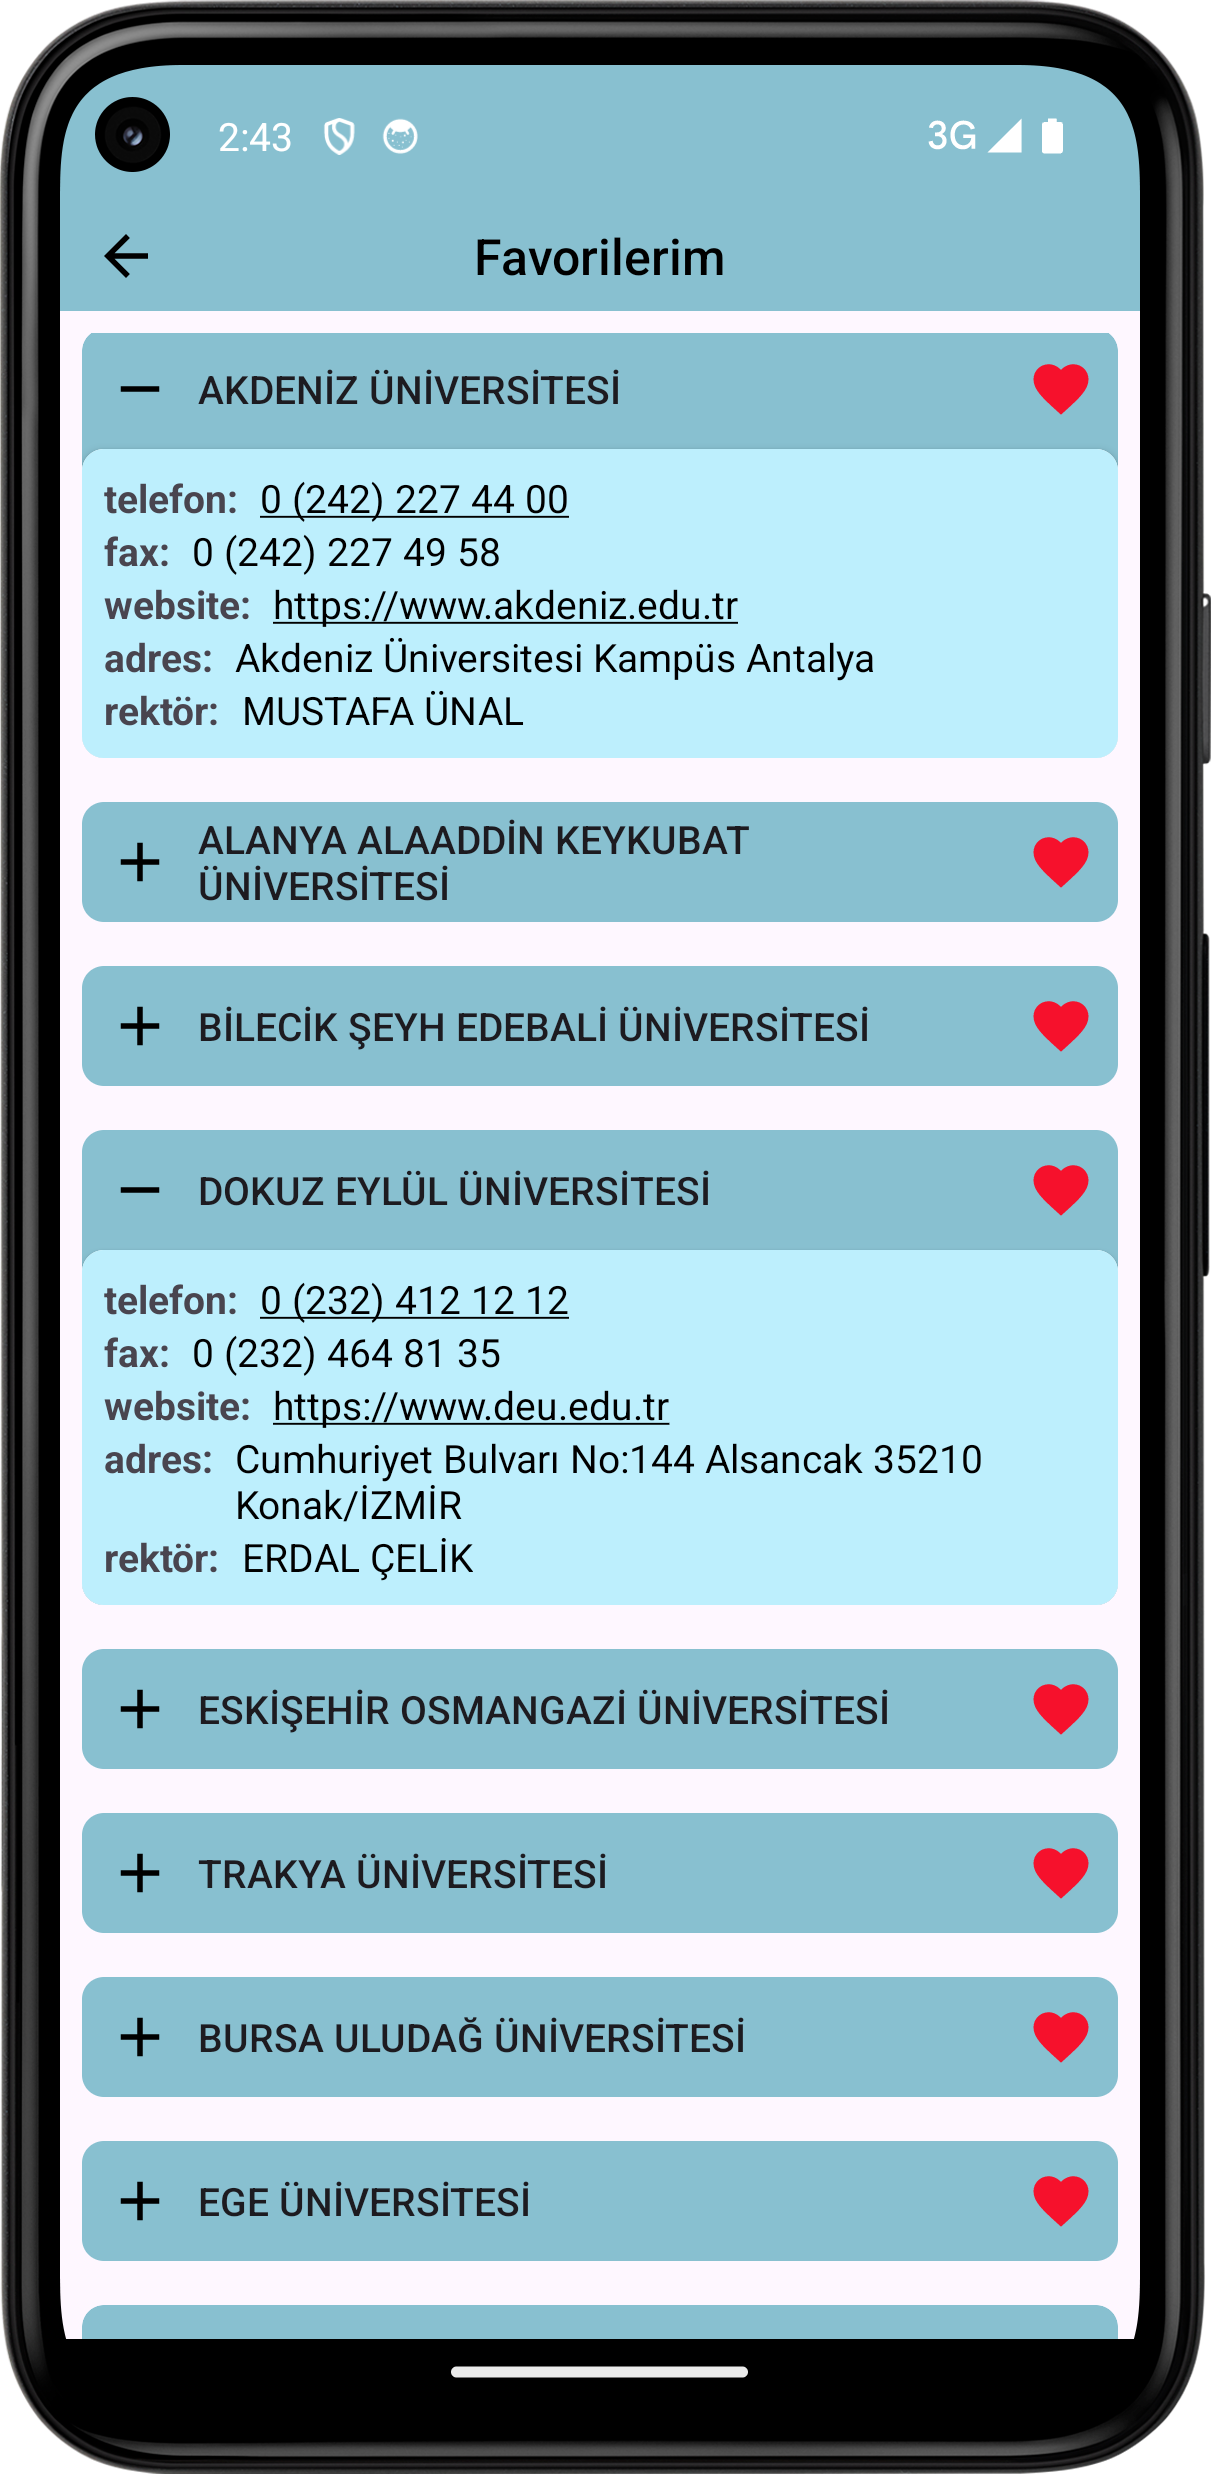 2:43
3G
Favorilerim
AKDENİZ ÜNİVERSİTESİ
telefon: 0 (242) 227 44 00
fax: 0 (242) 227 49 58
website: https://www.akdeniz.edu.tr
adres: Akdeniz Üniversitesi Kampüs Antalya
rektör: MUSTAFA ÜNAL
ALANYA ALAADDİN KEYKUBAT
ÜNİVERSİTESİ
BİLECİK ŞEYH EDEBALİ ÜNİVERSİTESİ
DOKUZ EYLÜL ÜNİVERSİTESİ
telefon: 0 (232) 412 12 12
fax: 0 (232) 464 81 35
website: https://www.deu.edu.tr
adres: Cumhuriyet Bulvarı No:144 Alsancak 35210
Konak/İZMİR
rektör: ERDAL ÇELİK
ESKİŞEHİR OSMANGAZİ ÜNİVERSİTESİ
TRAKYA ÜNİVERSİTESİ
BURSA ULUDAĞ ÜNİVERSİTESİ
EGE ÜNİVERSİTESİ